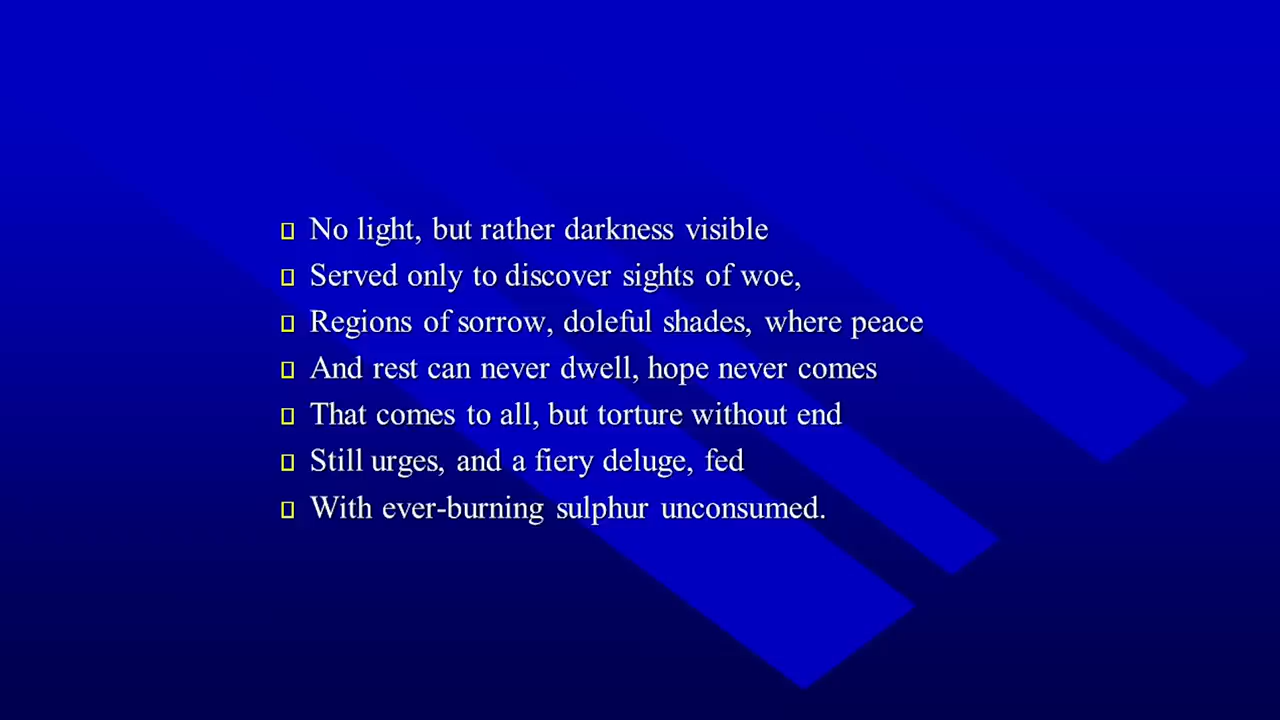 No light, but rather darkness visible
Served only to discover sights of woe,
Regions of sorrow, doleful shades, where peace
And rest can never dwell, hope never comes
That comes to all, but torture without end
Still urges, and a fiery deluge, fed
With ever-burning sulphur unconsumed.